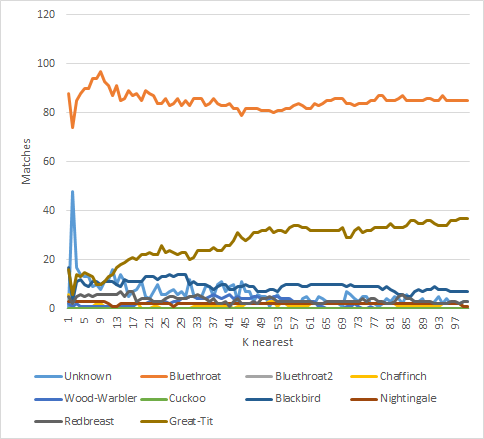 120
100
80
60
40
20
0
Matches
1 5 9 13 17 21 25 29 33 37 41 45 49 53 57 61 65 69 73 77 81 85 89 93 97
K nearest
Unknown Bluethroat Bluethroat2 Chaffinch
Wood-Warbler Cuckoo Blackbird Nightingale
Redbreast Great-Tit